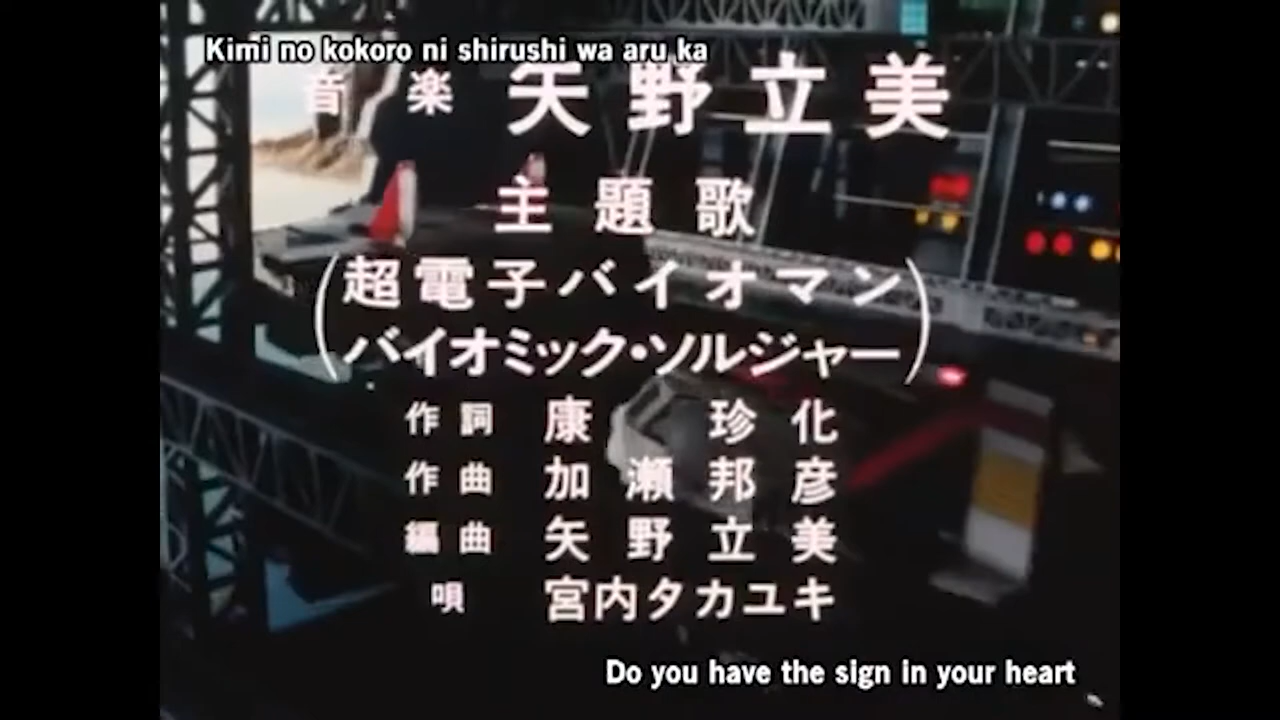 Kimi no kokoro ni shirushi wa aru ka
音楽 矢野立美
主題歌
(超電子バイオマン
バイオミック・ソルジャー)
作詞 康珍化
作曲 加瀬邦彦
編曲 矢野立美
唄 宮内タカユキ
Do you have the sign in your heart